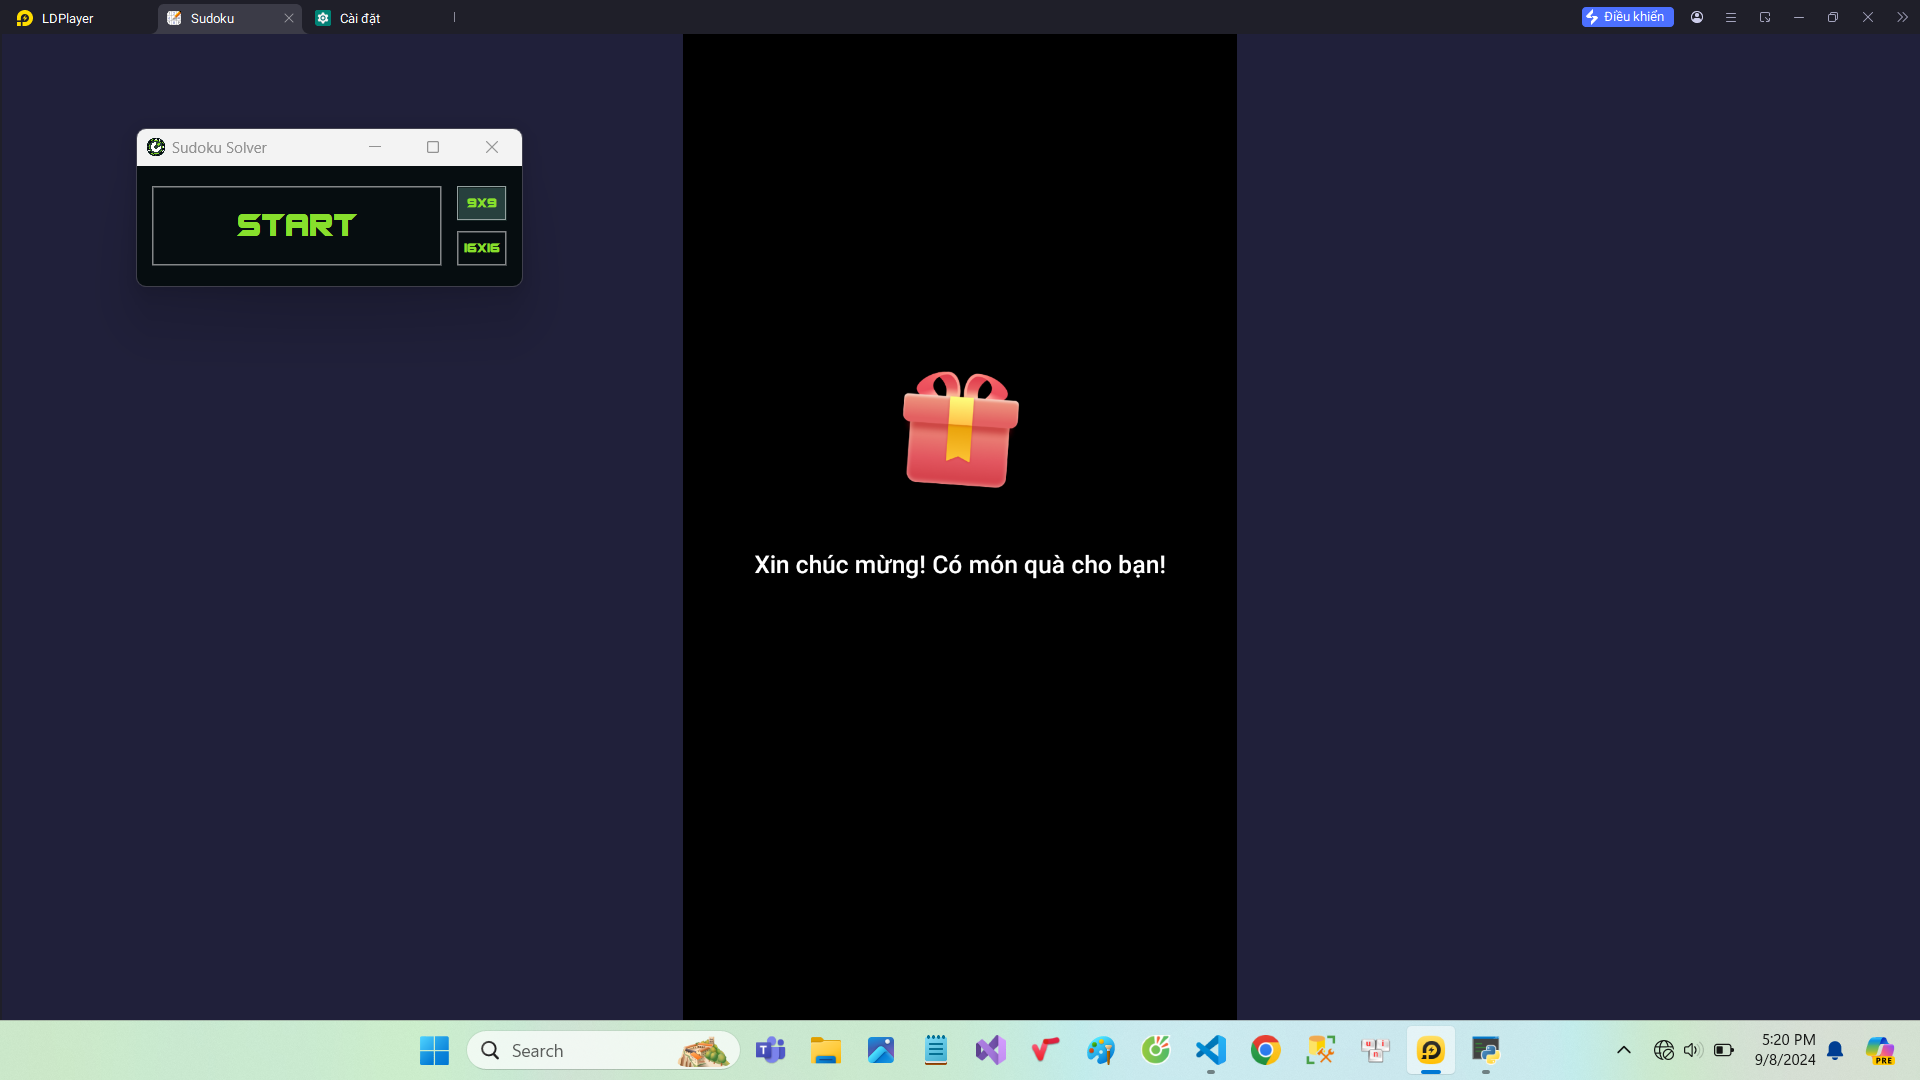 LDPlayer
Sudoku
Cài đặt
Điều khiển
Sudoku Solver
START
9X9
16X16
Xin chúc mừng! Có món quà cho bạn!
Search
5:20 PM
9/8/2024
PRE